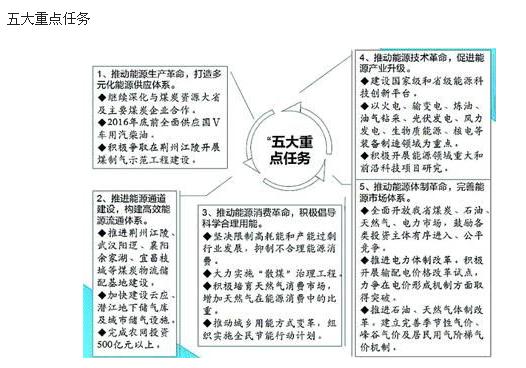 五大重点任务
1、推动能源生产革命，打造多
元化能源供应体系。
◆继续深化与煤炭资源大省
及主要煤炭企业合作。
◆2016年底前全面供应国Ⅴ
车用汽柴油。
◆积极争取在荆州江陵开展
煤制气示范工程建设。
2、推进能源通道
建设，构建高效能
源流通体系。
◆推进荆州江陵、
武汉阳逻、襄阳
余家湖、宜昌枝
城等煤炭物流储
配基地建设。
◆加快建设云应、
潜江地下储气库
及城市储气设施。
◆完成农网投资
500亿元以上。
“五大重
点任务
3、推动能源消费革命，积极倡导
科学合理用能。
◆坚决限制高耗能和产能过剩
行业发展，抑制不合理能源消
费。
◆大力实施“散煤”治理工程。
◆积极培育天然气消费市场，
增加天然气在能源消费中的比
重。
◆推动城乡用能方式变革，组
织实施全民节能行动计划。
4、推动能源技术革命，促进能
源产业升级。
◆建设国家级和省级能源科
技创新平台。
◆以火电、输变电、炼油、
油气钻采、光伏发电、风力
发电、生物质能源、核电等
装备制造领域为重点。
◆积极开展能源领域重大和
前沿科技项目研究。
5、推动能源体制革命，完善能
源市场体系。
◆全面开放我省煤炭、石油、
天然气、电力市场，鼓励各
类投资主体有序进入、公平
竞争。
◆推进电力体制改革，积极
开展输配电价格改革试点，
力争在电价形成机制方面取
得突破。
◆推进石油、天然气体制改
革。建立完善季节性气价、
峰谷气价及居民用气阶梯气
价机制。